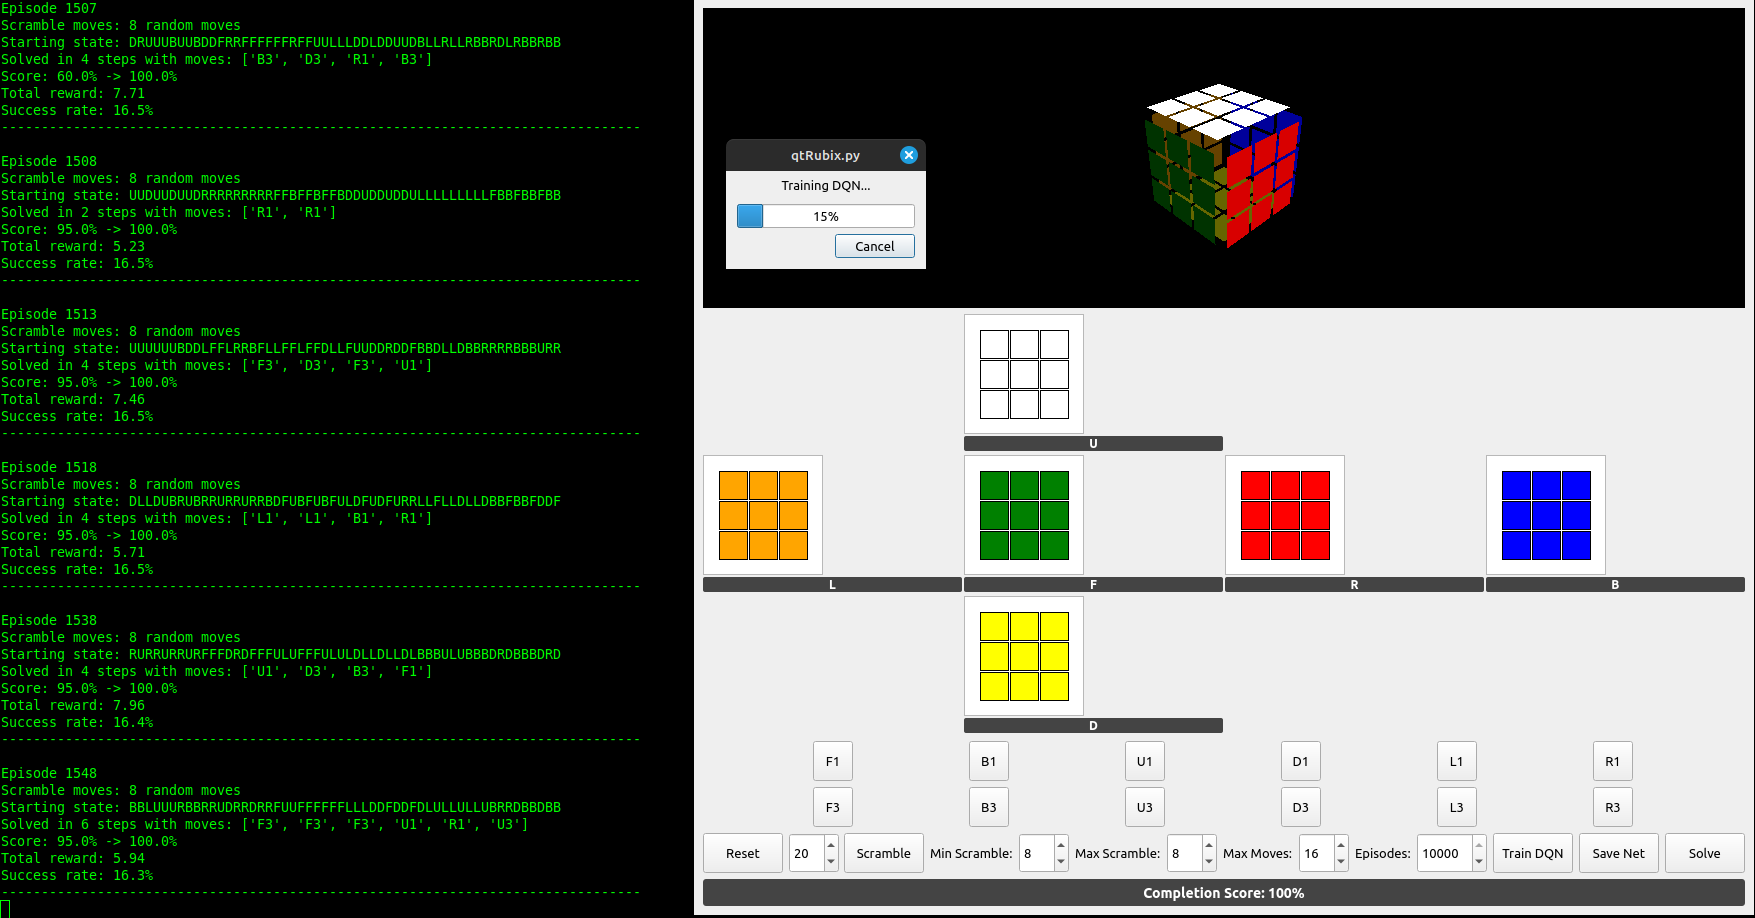 Episode 1507
Scramble moves: 8 random moves
Starting state: DRUUUBUUBDDFRRFFFFFFRFFUULLLDDLDDUUDBLLRLLRBBRDLRBBRBB
Solved in 4 steps with moves: ['B3', 'D3', 'R1', 'B3']
Score: 60.0% -> 100.0%
Total reward: 7.71
Success rate: 16.5%
--------------------------------------------------------------------------------
Episode 1508
Scramble moves: 8 random moves
Starting state: UUDUUDUUDRRRRRRRRRFFBFFBFFBDDUDDUDDULLLLLLLLLFBBFBBFBB
Solved in 2 steps with moves: ['R1', 'R1']
Score: 95.0% -> 100.0%
Total reward: 5.23
Success rate: 16.5%
--------------------------------------------------------------------------------
Episode 1513
Scramble moves: 8 random moves
Starting state: UUUUUUBDDLFFLRRBFLLFFLFFDLLFUUDDRDDFBBDLLDBBRRRRBBBURR
Solved in 4 steps with moves: ['F3', 'D3', 'F3', 'U1']
Score: 95.0% -> 100.0%
Total reward: 7.46
Success rate: 16.5%
--------------------------------------------------------------------------------
Episode 1518
Scramble moves: 8 random moves
Starting state: DLLDUBRUBRRURRURRBDFUBFUBFULDFUDFURRLLFLLDLLDBBFBBFDDF
Solved in 4 steps with moves: ['L1', 'L1', 'B1', 'R1']
Score: 95.0% -> 100.0%
Total reward: 5.71
Success rate: 16.5%
--------------------------------------------------------------------------------
Episode 1538
Scramble moves: 8 random moves
Starting state: RURRURRURFFFDRDFFFULUFFFULULDLLDLLDLBBBULUBBBDRDBBBDRD
Solved in 4 steps with moves: ['U1', 'D3', 'B3', 'F1']
Score: 95.0% -> 100.0%
Total reward: 7.96
Success rate: 16.4%
--------------------------------------------------------------------------------
Episode 1548
Scramble moves: 8 random moves
Starting state: BBLUUURBBRRUDRRDRRFUUFFFFFFLLLDDFDDFDLULLULLUBRRDBBDBB
Solved in 6 steps with moves: ['F3', 'F3', 'F3', 'U1', 'R1', 'U3']
Score: 95.0% -> 100.0%
Total reward: 5.94
Success rate: 16.3%
--------------------------------------------------------------------------------
qtRubix.py
Training DQN...
15%
Cancel
U
L F R B
D
F1 B1 U1 D1 L1 R1
F3 B3 U3 D3 L3 R3
Reset 20 Scramble Min Scramble: 8 Max Scramble: 8 Max Moves: 16 Episodes: 10000 Train DQN Save Net Solve
Completion Score: 100%